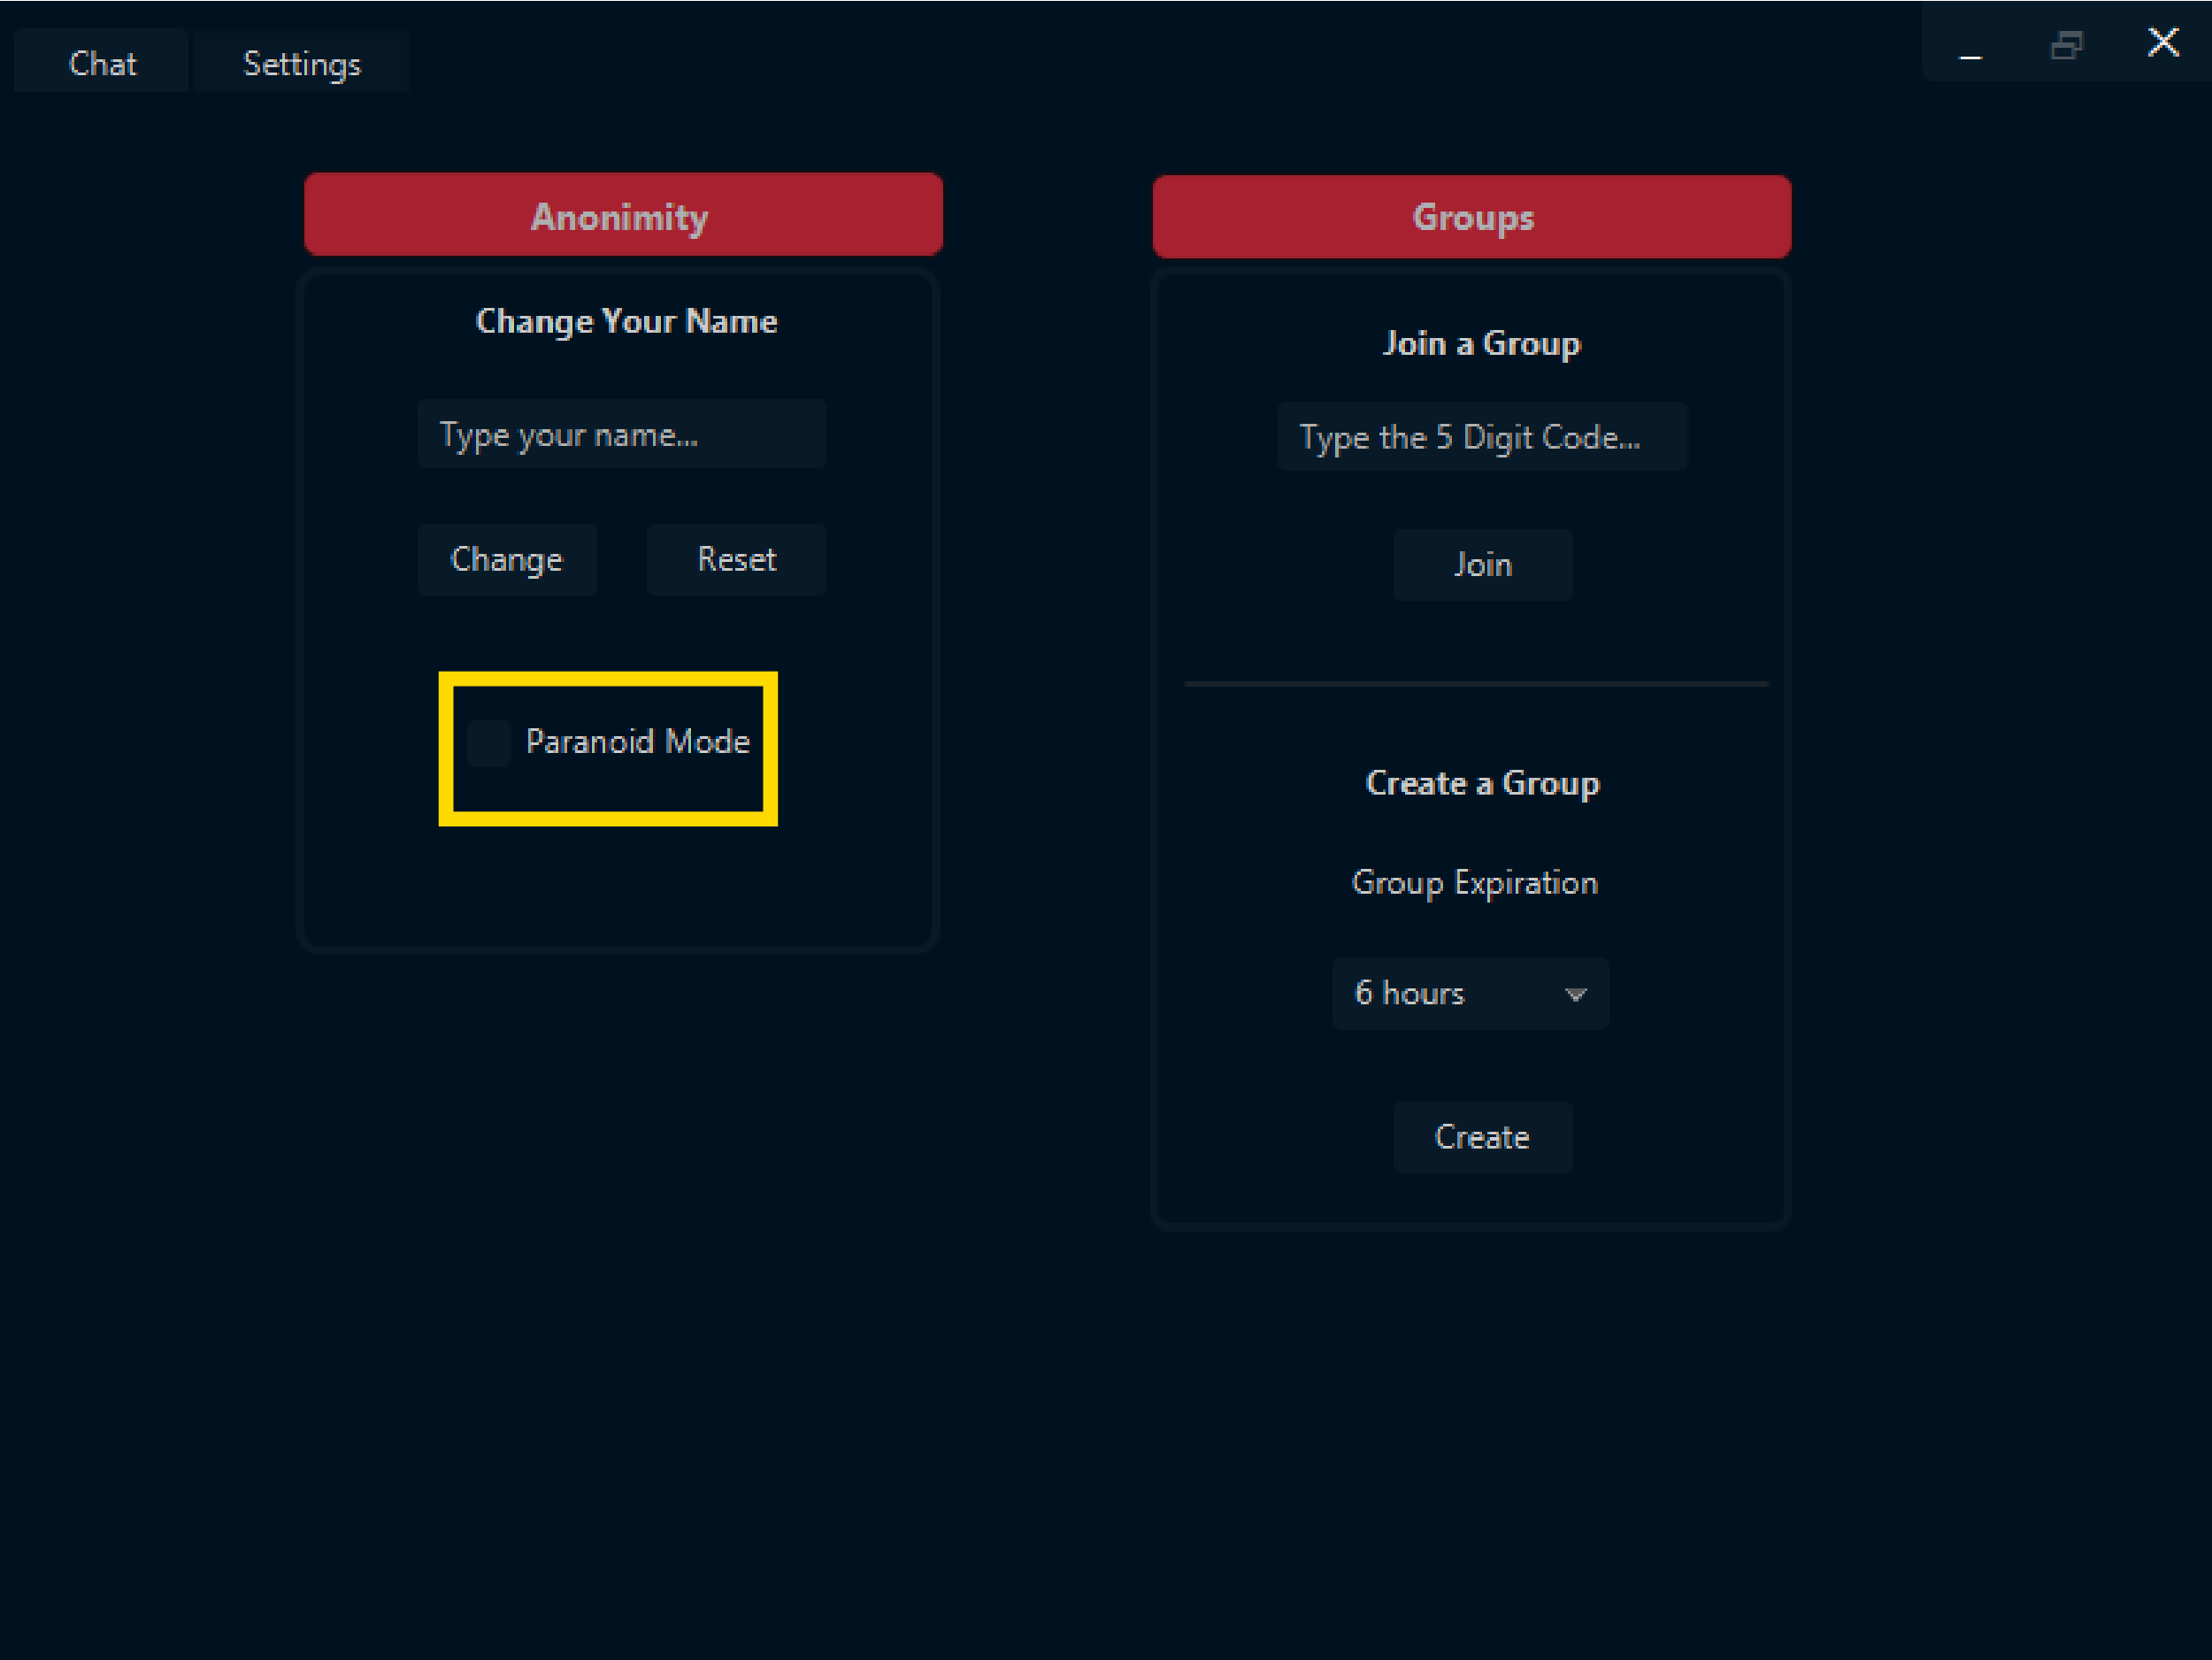 Chat
Settings
Anonimity
Change Your Name
Type your name...
Change
Reset
Paranoid Mode
Groups
Join a Group
Type the 5 Digit Code...
Join
Create a Group
Group Expiration
6 hours
Create